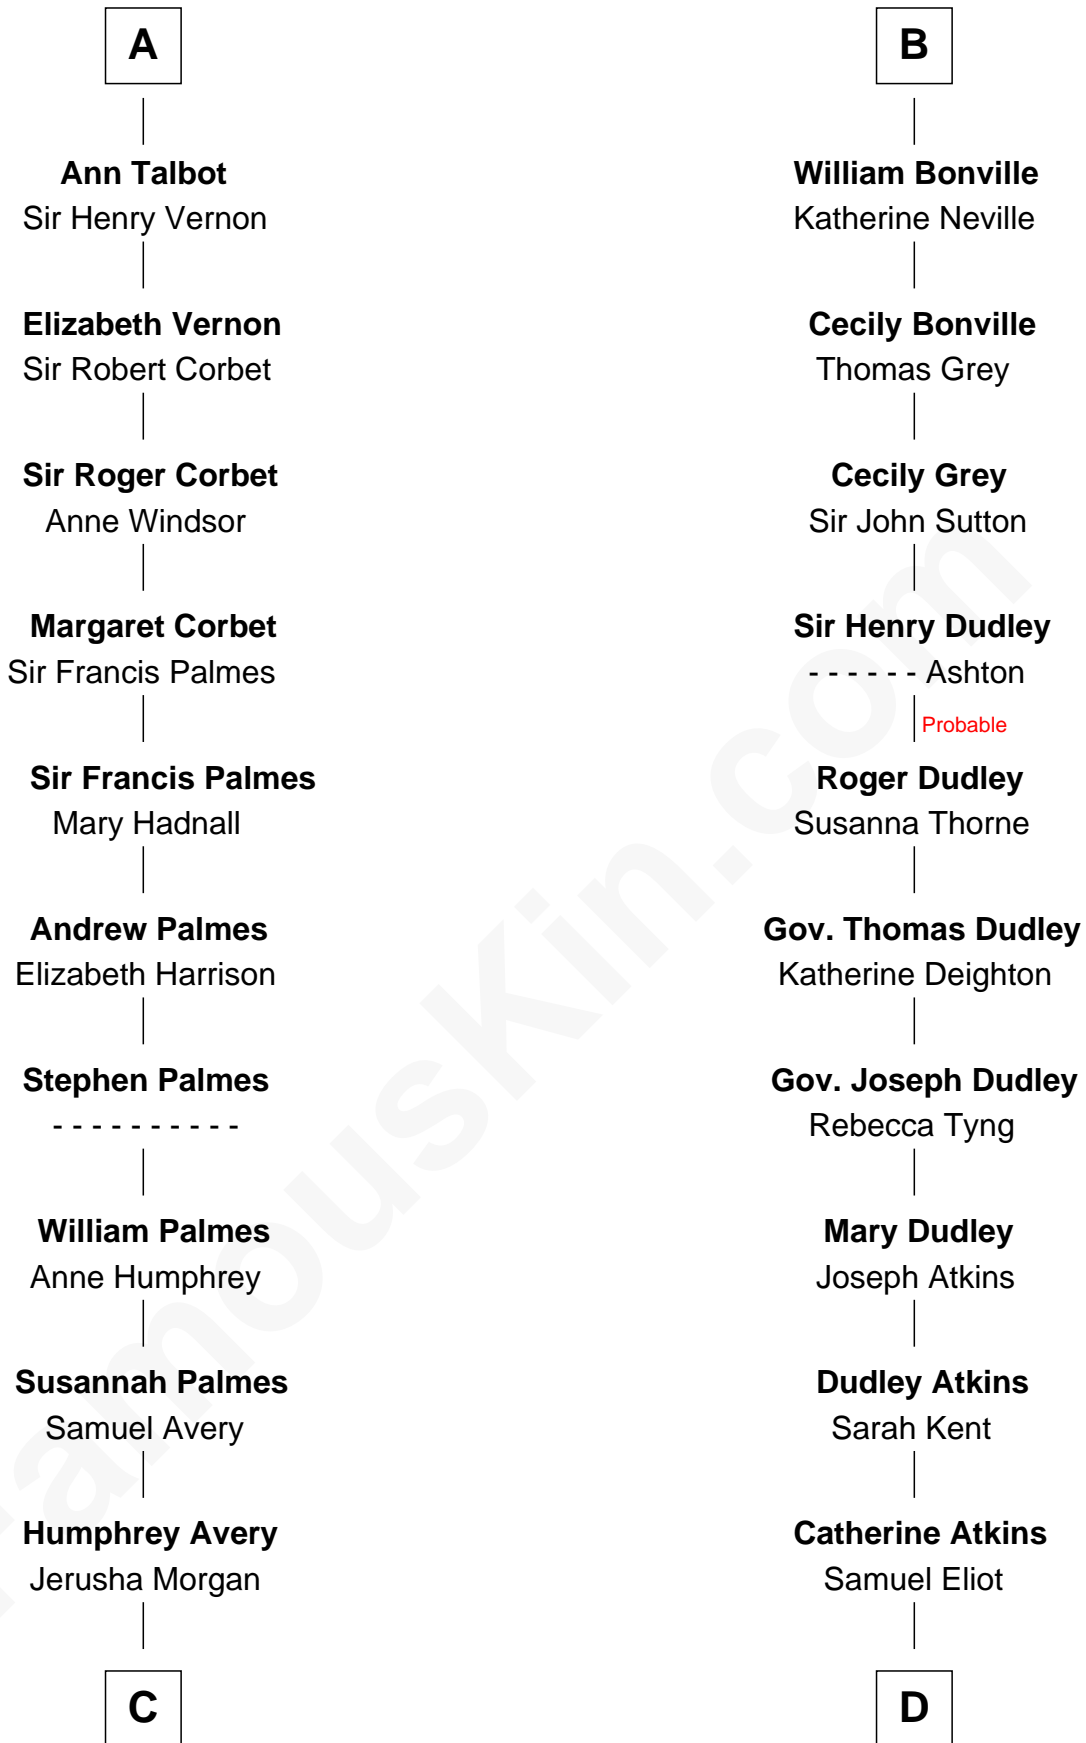 A
Ann Talbot
Sir Henry Vernon
Elizabeth Vernon
Sir Robert Corbet
Sir Roger Corbet
Anne Windsor
Margaret Corbet
Sir Francis Palmes
Sir Francis Palmes
Mary Hadnall
Andrew Palmes
Elizabeth Harrison
Stephen Palmes
- - - - - - - - - -
William Palmes
Anne Humphrey
Susannah Palmes
Samuel Avery
Humphrey Avery
Jerusha Morgan
C
B
William Bonville
Katherine Neville
Cecily Bonville
Thomas Grey
Cecily Grey
Sir John Sutton
Sir Henry Dudley
- - - - - - Ashton
Probable
Roger Dudley
Susanna Thorne
Gov. Thomas Dudley
Katherine Deighton
Gov. Joseph Dudley
Rebecca Tyng
Mary Dudley
Joseph Atkins
Dudley Atkins
Sarah Kent
Catherine Atkins
Samuel Eliot
D
FamousKin.com